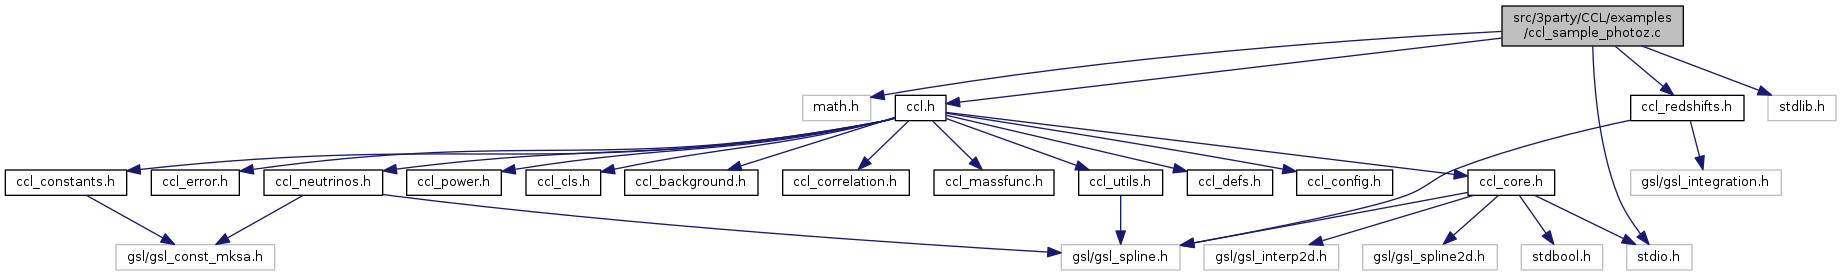 src/3party/CCL/examples
/ccl_sample_photoz.c
math.h
ccl.h
ccl_redshifts.h
stdlib.h
ccl_constants.h
ccl_error.h
ccl_neutrinos.h
ccl_power.h
ccl_cls.h
ccl_background.h
ccl_correlation.h
ccl_massfunc.h
ccl_utils.h
ccl_defs.h
ccl_config.h
ccl_core.h
gsl/gsl_integration.h
gsl/gsl_const_mksa.h
gsl/gsl_spline.h
gsl/gsl_interp2d.h
gsl/gsl_spline2d.h
stdbool.h
stdio.h